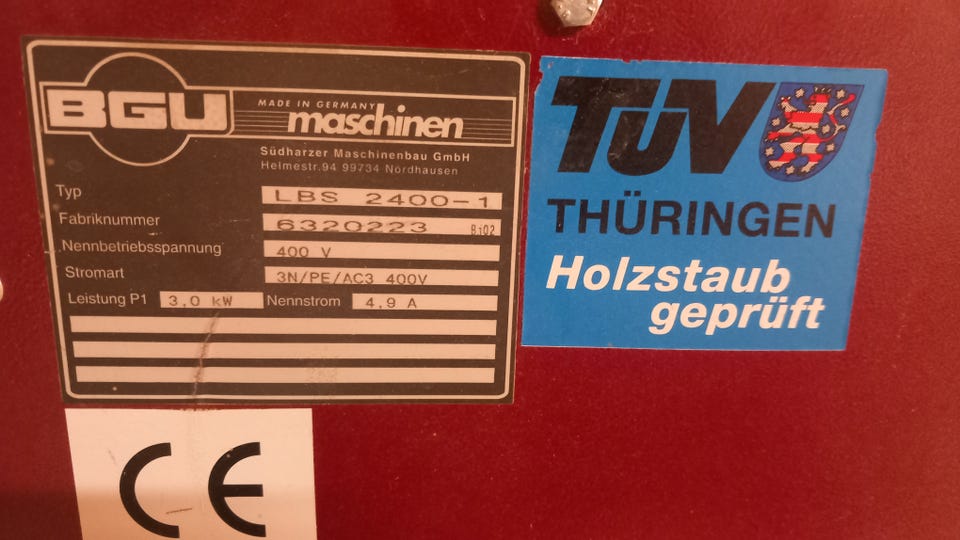 BGU
MADE IN GERMANY
maschinen
Südharzer Maschinenbau GmbH
Helmestr.94 99734 Nordhausen
Typ LBS 2400-1
Fabriknummer 6320223 B.102
Nennbetriebsspannung 400 V
Stromart 3N/PE/AC3 400V
Leistung P1 3,0 kW Nennstrom 4,9 A
TÜV
THÜRINGEN
Holzstaub
geprüft
CE